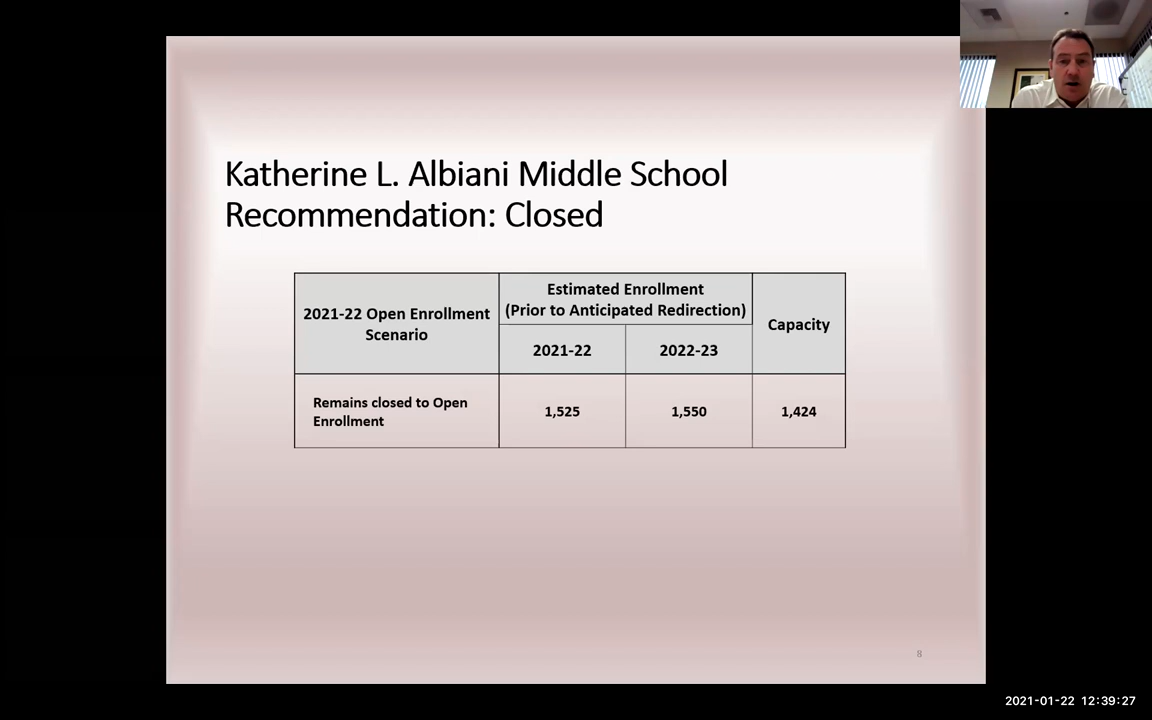 Katherine L. Albiani Middle School
Recommendation: Closed
2021-22 Open Enrollment
Scenario
Estimated Enrollment
(Prior to Anticipated Redirection)
Capacity
2021-22
2022-23
Remains closed to Open
Enrollment
1,525
1,550
1,424
8
2021-01-22 12:39:27